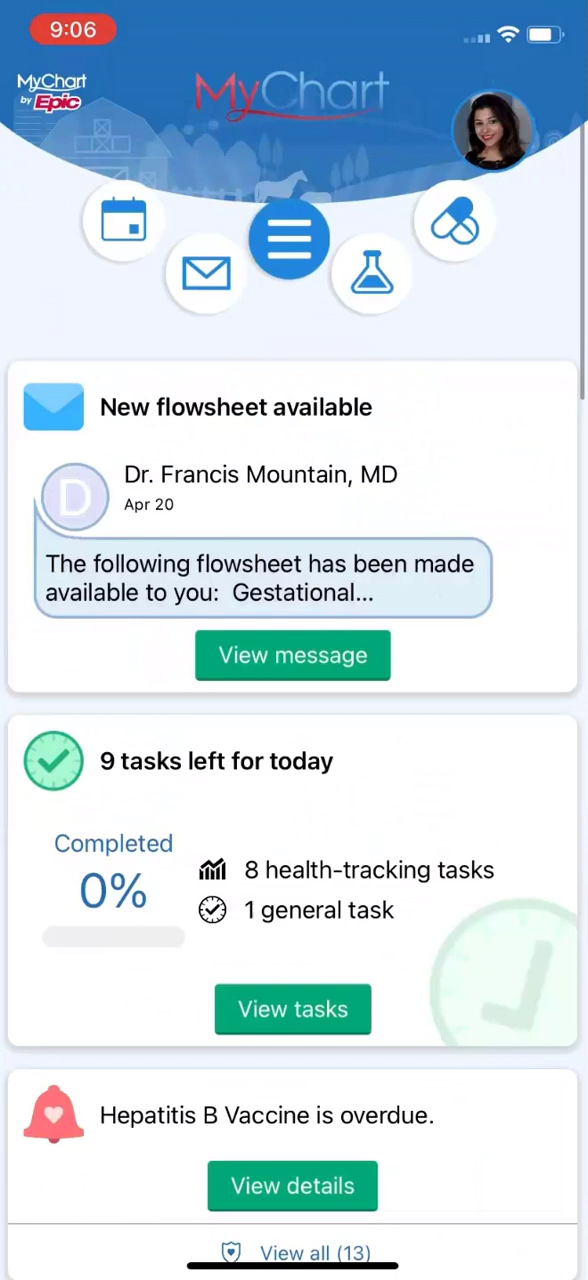 9:06
MyChart
by Epic
MyChart
New flowsheet available
D
Dr. Francis Mountain, MD
Apr 20
The following flowsheet has been made
available to you:  Gestational...
View message
9 tasks left for today
Completed
0%
8 health-tracking tasks
1 general task
View tasks
Hepatitis B Vaccine is overdue.
View details
View all (13)